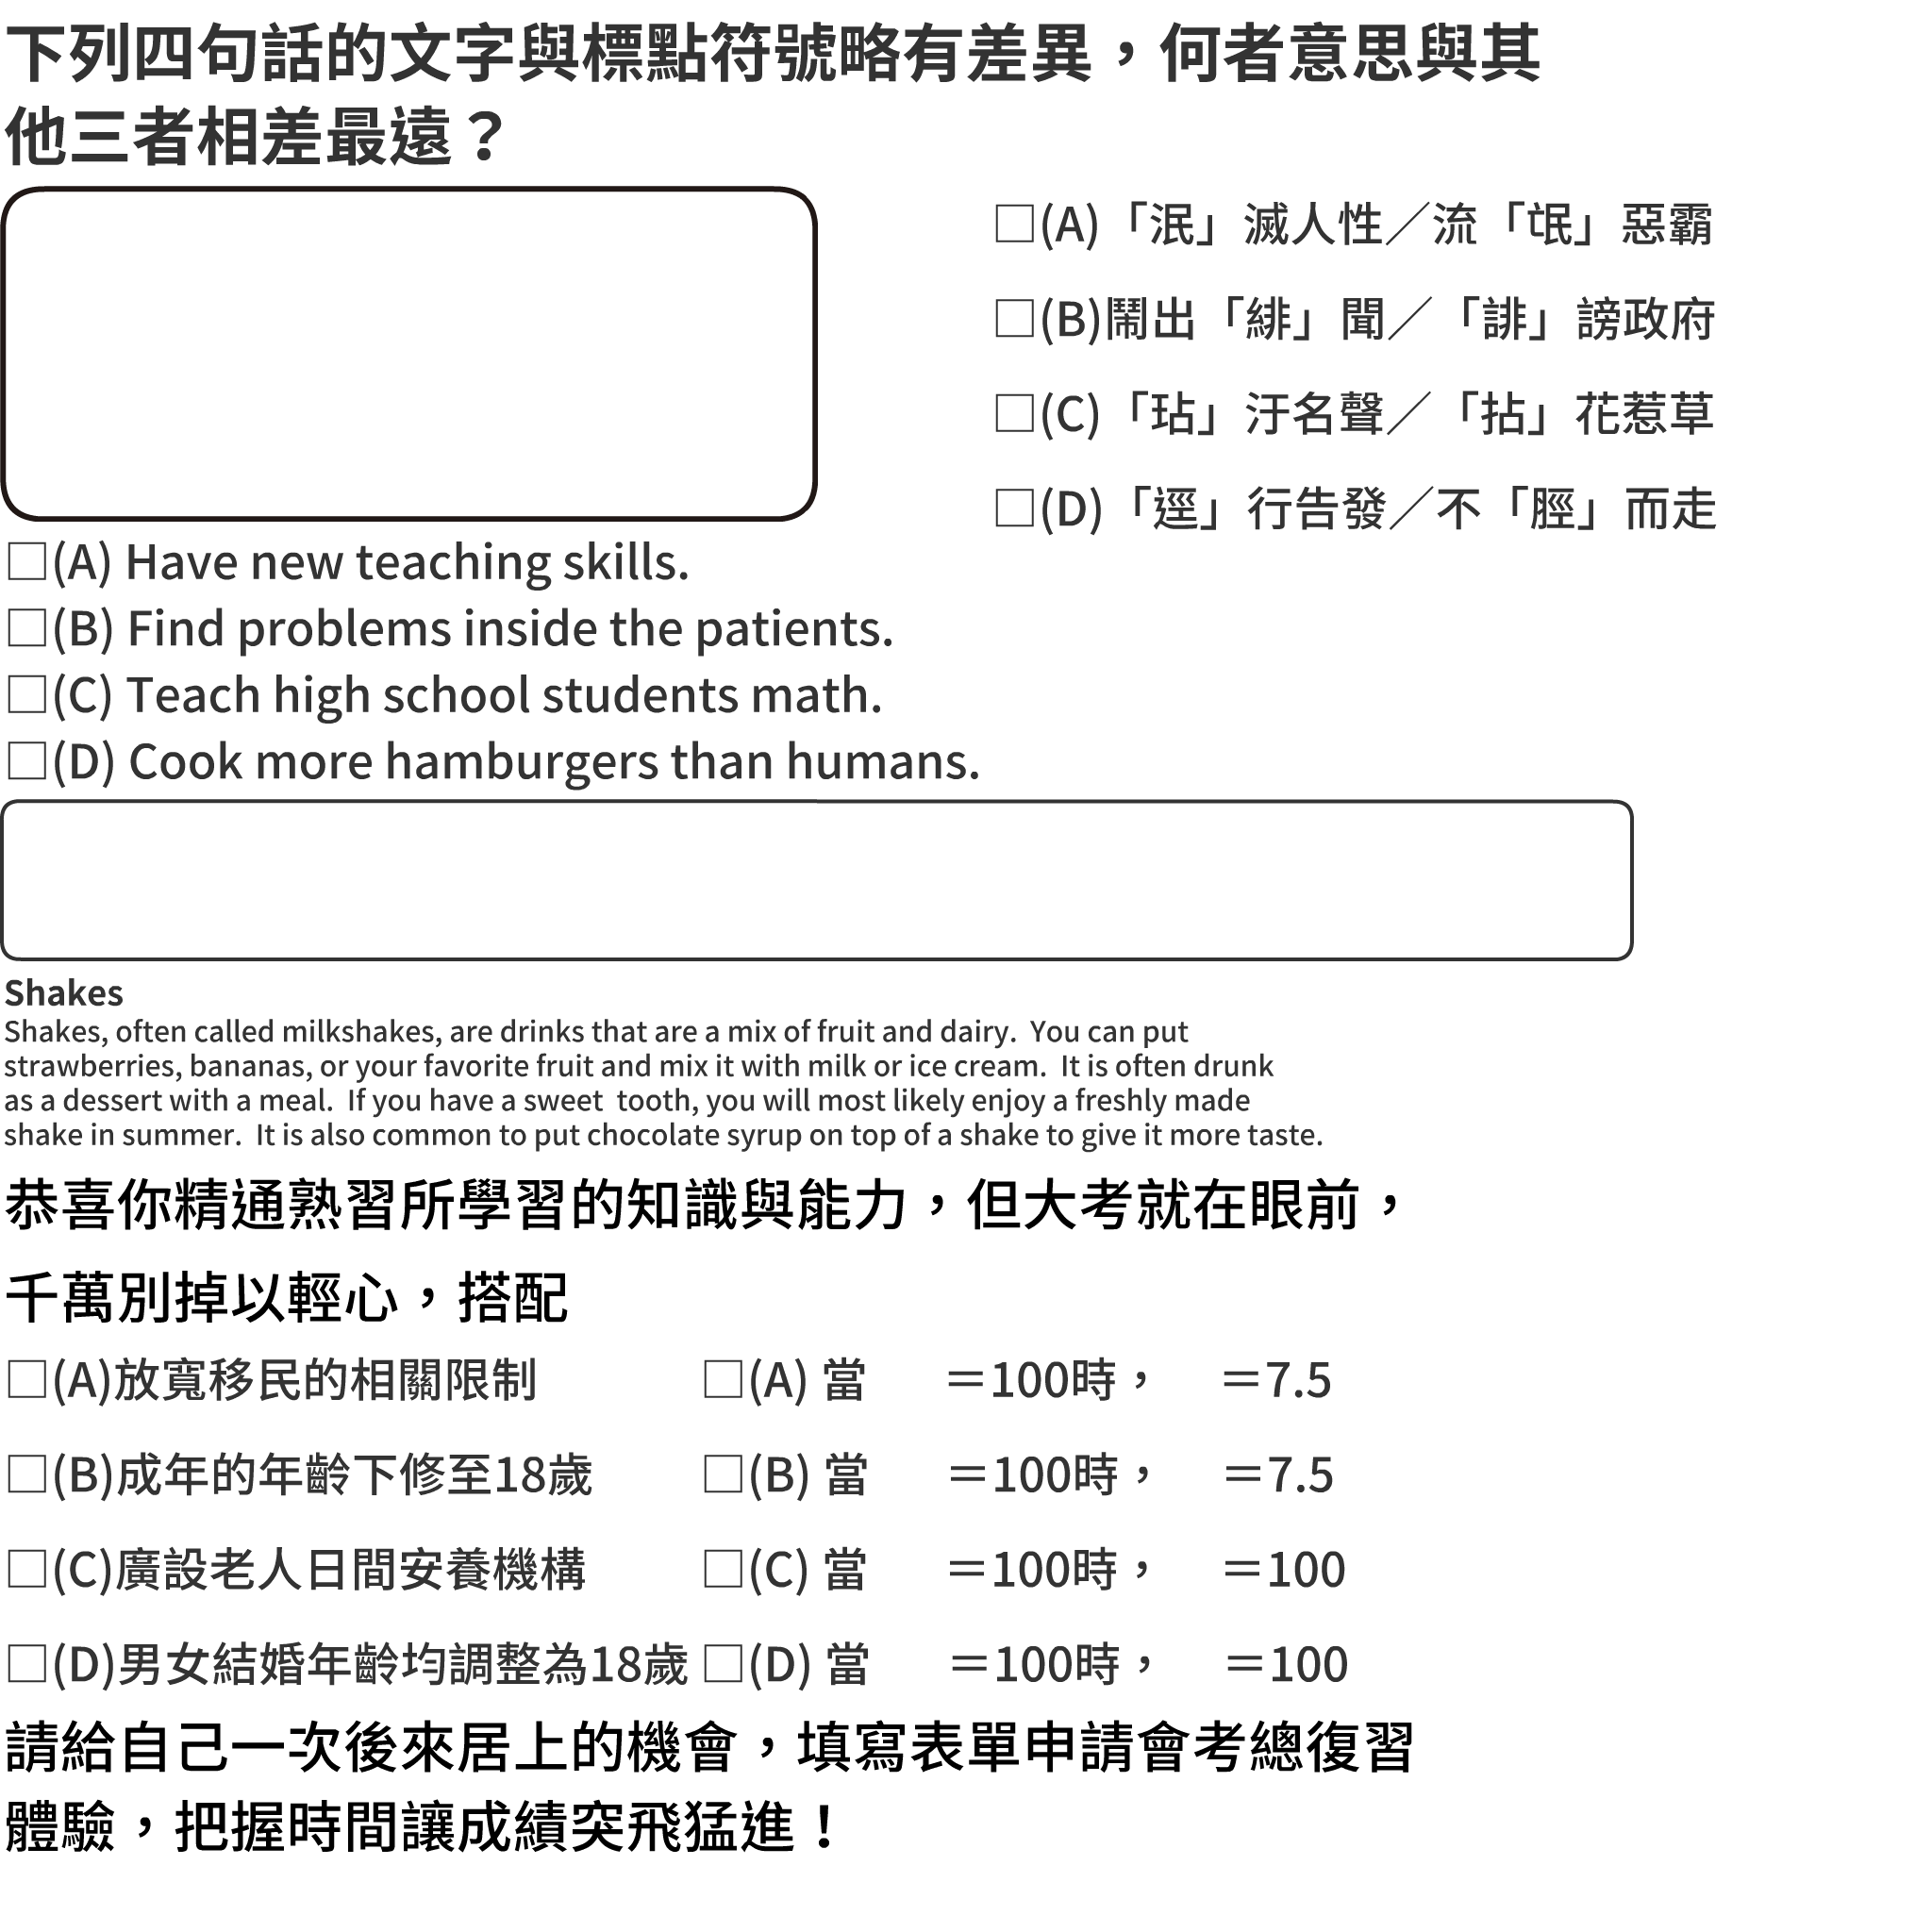 下列四句話的文字與標點符號略有差異，何者意思與其
他三者相差最遠？
□(A)「泯」滅人性／流「氓」惡霸
□(B)鬧出「緋」聞／「誹」謗政府
□(C)「玷」汙名聲／「拈」花惹草
□(D)「逕」行告發／不「脛」而走
□(A) Have new teaching skills.
□(B) Find problems inside the patients.
□(C) Teach high school students math.
□(D) Cook more hamburgers than humans.
Shakes
Shakes, often called milkshakes, are drinks that are a mix of fruit and dairy.  You can put
strawberries, bananas, or your favorite fruit and mix it with milk or ice cream.  It is often drunk
as a dessert with a meal.  If you have a sweet  tooth, you will most likely enjoy a freshly made
shake in summer.  It is also common to put chocolate syrup on top of a shake to give it more taste.
恭喜你精通熟習所學習的知識與能力，但大考就在眼前，
千萬別掉以輕心，搭配
□(A)放寬移民的相關限制
□(B)成年的年齡下修至18歲
□(C)廣設老人日間安養機構
□(D)男女結婚年齡均調整為18歲
□(A) 當 ＝100時， ＝7.5
□(B) 當 ＝100時， ＝7.5
□(C) 當 ＝100時， ＝100
□(D) 當 ＝100時， ＝100
請給自己一次後來居上的機會，填寫表單申請會考總復習
體驗，把握時間讓成績突飛猛進！